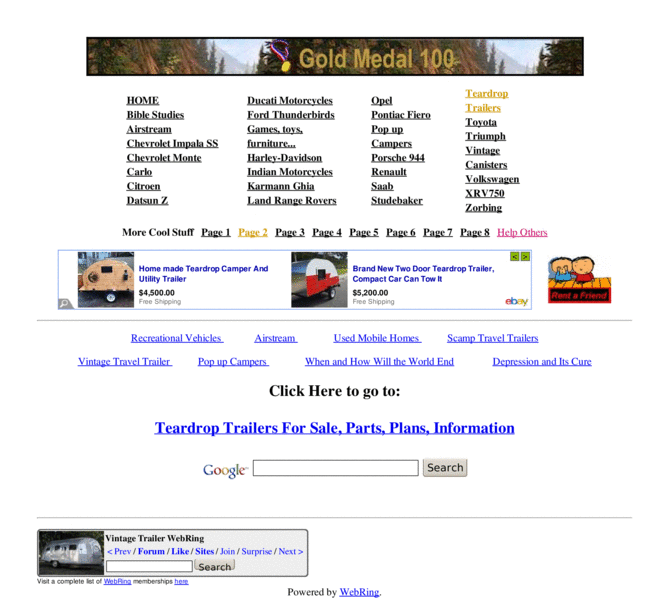 Gold Medal 100
HOME
Bible Studies
Airstream
Chevrolet Impala SS
Chevrolet Monte
Carlo
Citroen
Datsun Z
Ducati Motorcycles
Ford Thunderbirds
Games, toys,
furniture...
Harley-Davidson
Indian Motorcycles
Karmann Ghia
Land Range Rovers
Opel
Pontiac Fiero
Pop up
Campers
Porsche 944
Renault
Saab
Studebaker
Teardrop
Trailers
Toyota
Triumph
Vintage
Canisters
Volkswagen
XRV750
Zorbing
More Cool Stuff Page 1 Page 2 Page 3 Page 4 Page 5 Page 6 Page 7 Page 8 Help Others
Home made Teardrop Camper And
Utility Trailer
$4,500.00
Free Shipping
Brand New Two Door Teardrop Trailer,
Compact Car Can Tow It
$5,200.00
Free Shipping
< >
ebay
Rent a Friend
Recreational Vehicles Airstream Used Mobile Homes Scamp Travel Trailers
Vintage Travel Trailer Pop up Campers When and How Will the World End Depression and Its Cure
Click Here to go to:
Teardrop Trailers For Sale, Parts, Plans, Information
Google Search
Vintage Trailer WebRing
< Prev / Forum / Like / Sites / Join / Surprise / Next >
Search
Visit a complete list of WebRing memberships here
Powered by WebRing.